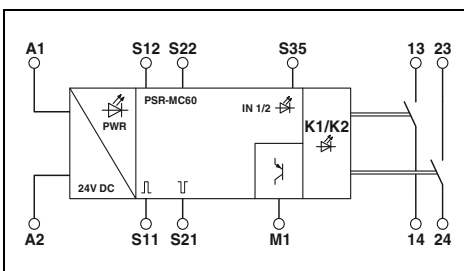 A1 S12 S22 S35 13 23
PSR-MC60
IN 1/2
PWR
K1/K2
24V DC
A2 S11 S21 M1 14 24